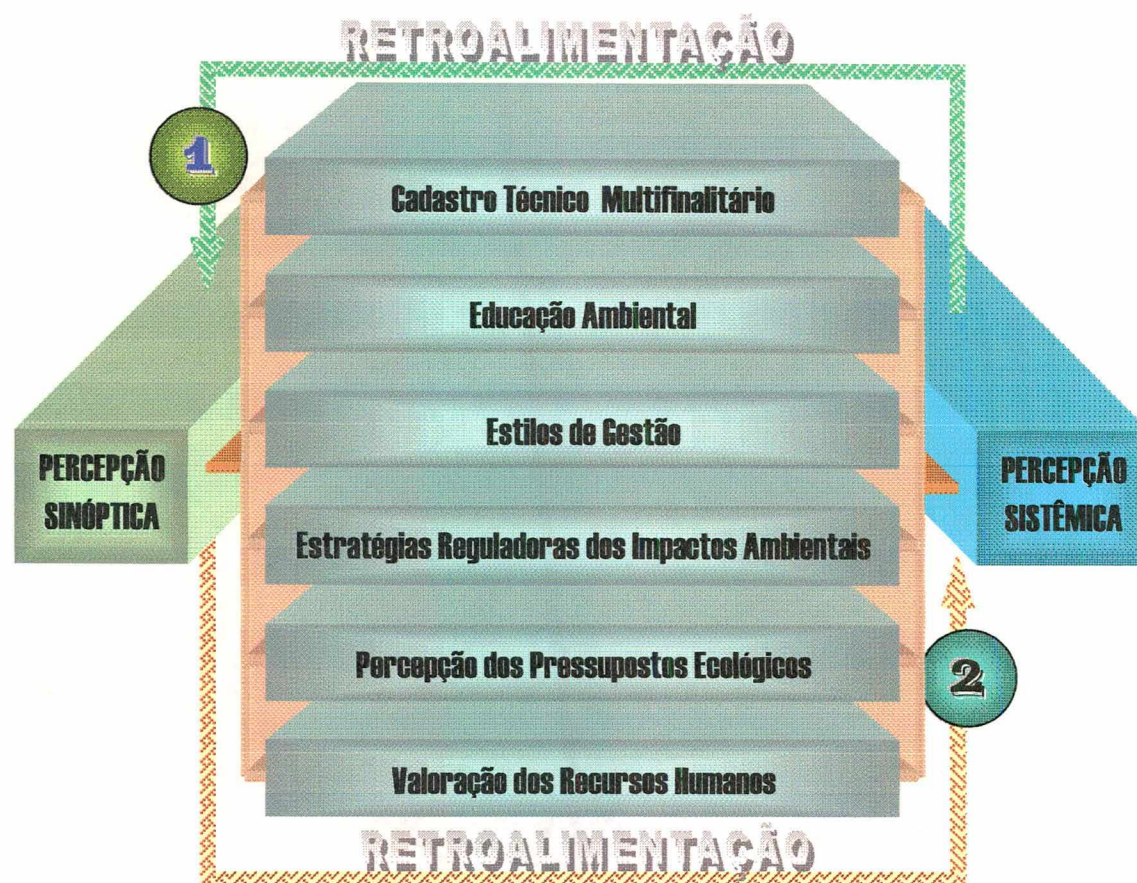 RETROALIMENTAÇÃO
1
Cadastro Técnico Multifinalitário
Educação Ambiental
Estilos de Gestão
PERCEPÇÃO
SINÓPTICA
PERCEPÇÃO
SISTÊMICA
Estratégias Reguladoras dos Impactos Ambientais
Percepção dos Pressupostos Ecológicos
2
Valoração dos Recursos Humanos
RETROALIMENTAÇÃO